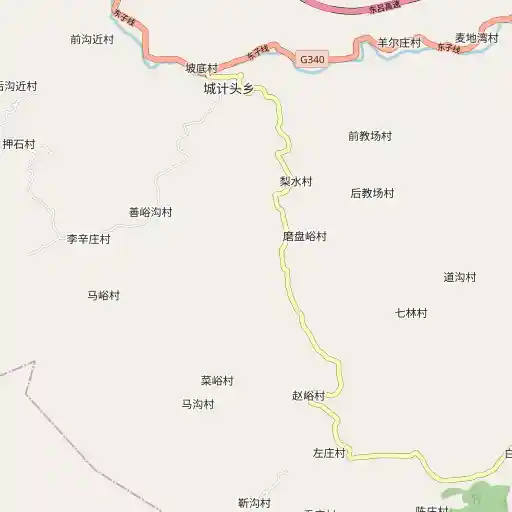 东子线
东吕高速
前沟近村
东子线
羊尔庄村
麦地湾村
东子线
G340
坡底村
城计头乡
后沟近村
前教场村
押石村
梨水村
后教场村
善峪沟村
李辛庄村
磨盘峪村
道沟村
马峪村
七林村
菜峪村
赵峪村
马沟村
左庄村
白
靳沟村
陈庄村